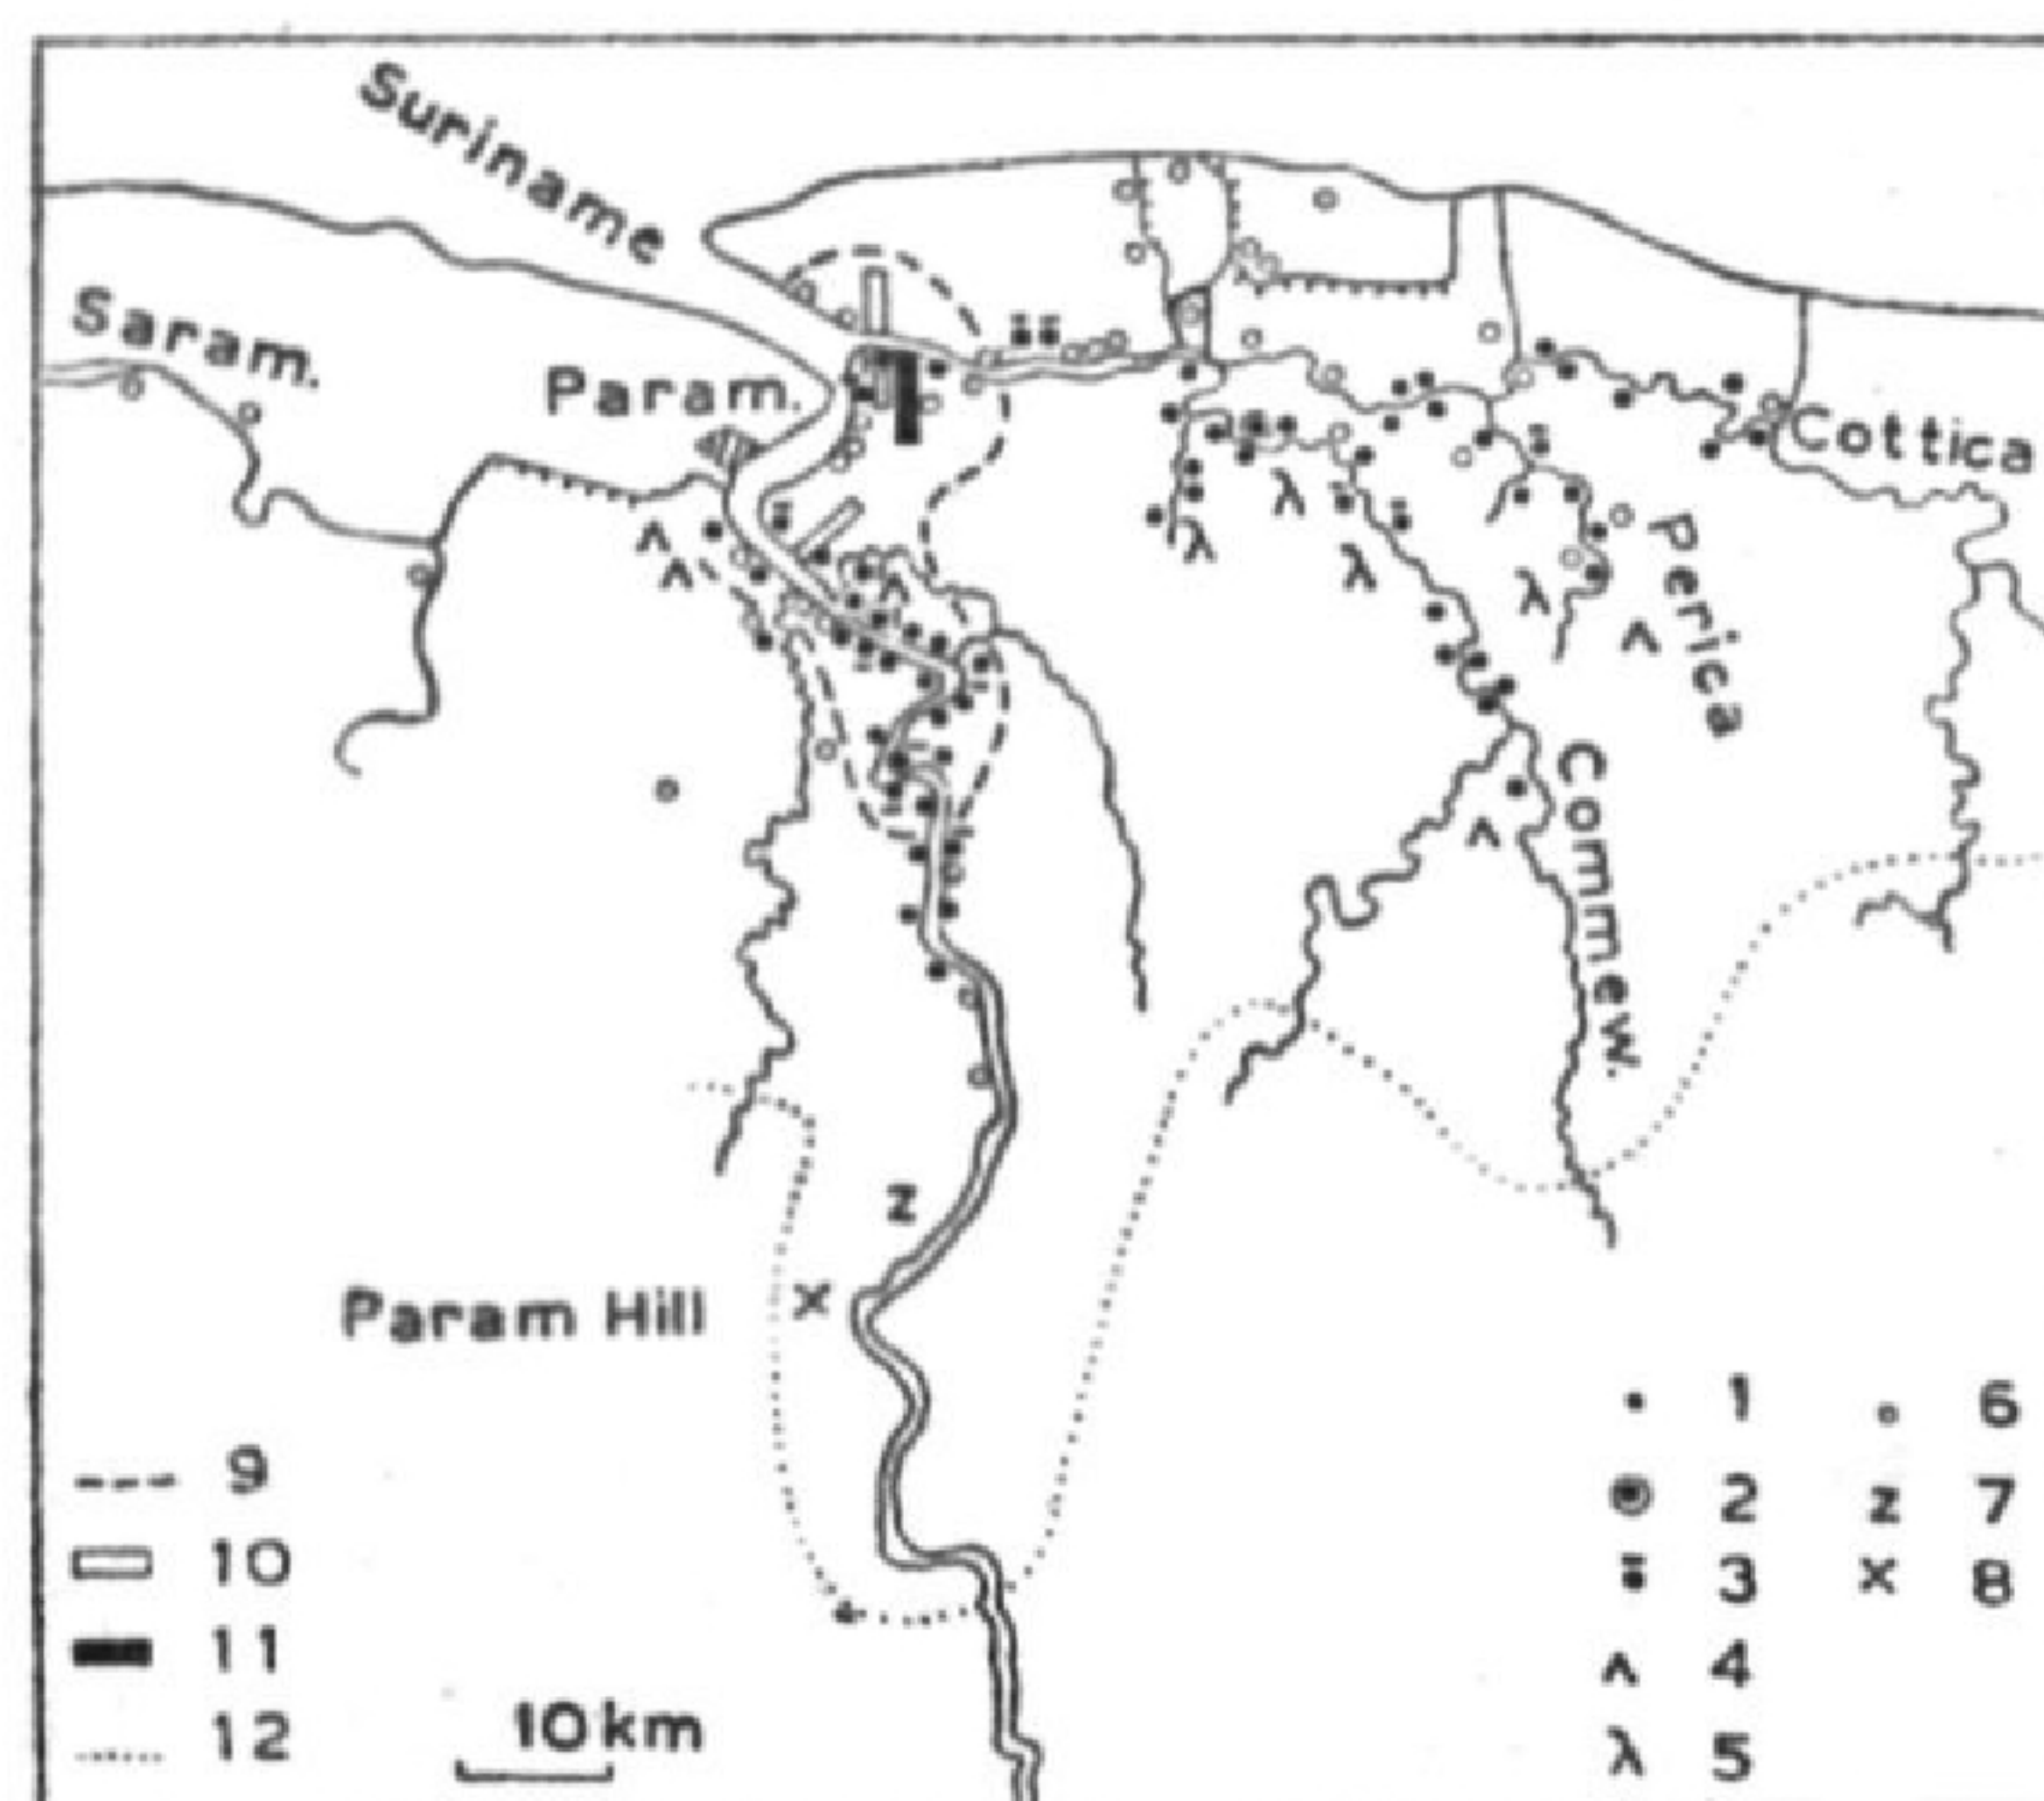 Suriname
Saram.
Param.
Cottica
Perica
Commew.
Param Hill
z
x
9
10
11
12
10km
1
2
3
4
5
6
z 7
x 8